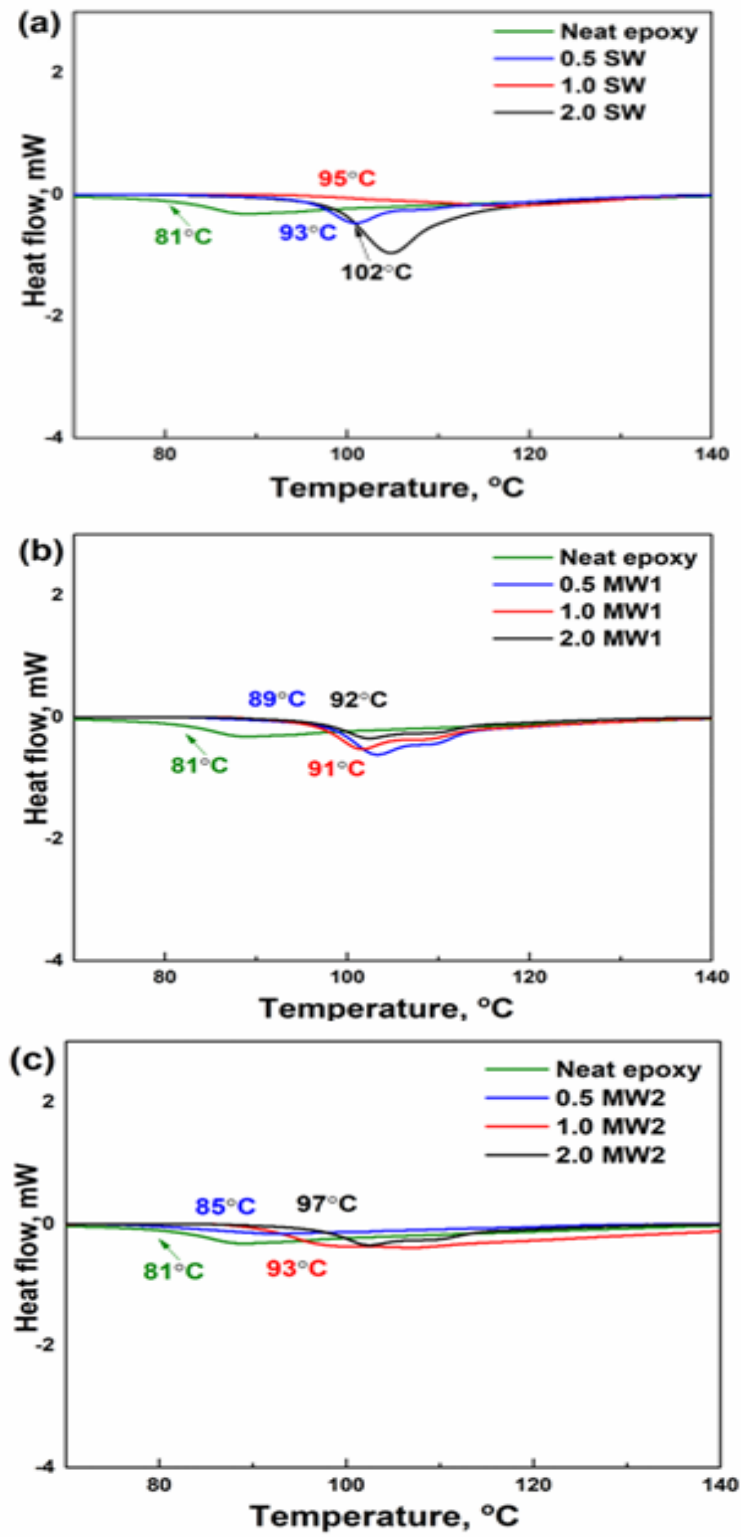 (a)
Neat epoxy
0.5 SW
1.0 SW
2.0 SW
2
0
-2
-4
Heat flow, mW
95°C
81°C
93°C
102°C
80
100
120
140
Temperature, °C
(b)
Neat epoxy
0.5 MW1
1.0 MW1
2.0 MW1
2
0
-2
-4
Heat flow, mW
89°C
92°C
81°C
91°C
80
100
120
140
Temperature, °C
(c)
Neat epoxy
0.5 MW2
1.0 MW2
2.0 MW2
2
0
-2
-4
Heat flow, mW
85°C
97°C
81°C
93°C
80
100
120
140
Temperature, °C